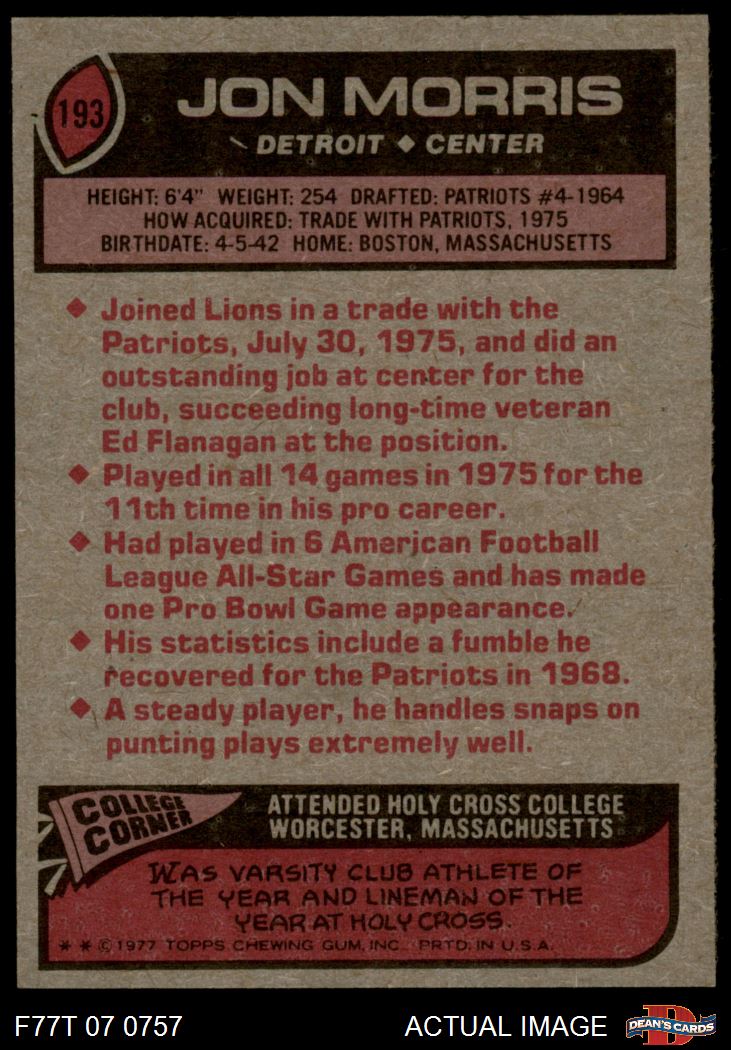 193
JON MORRIS
DETROIT ◆ CENTER
HEIGHT: 6'4" WEIGHT: 254 DRAFTED: PATRIOTS #4-1964
HOW ACQUIRED: TRADE WITH PATRIOTS, 1975
BIRTHDATE: 4-5-42 HOME: BOSTON, MASSACHUSETTS
◆ Joined Lions in a trade with the
Patriots, July 30, 1975, and did an
outstanding job at center for the
club, succeeding long-time veteran
Ed Flanagan at the position.
◆ Played in all 14 games in 1975 for the
11th time in his pro career.
◆ Had played in 6 American Football
League All-Star Games and has made
one Pro Bowl Game appearance.
◆ His statistics include a fumble he
recovered for the Patriots in 1968.
◆ A steady player, he handles snaps on
punting plays extremely well.
COLLEGE
CORNER
ATTENDED HOLY CROSS COLLEGE
WORCESTER, MASSACHUSETTS
WAS VARSITY CLUB ATHLETE OF
THE YEAR AND LINEMAN OF THE
YEAR AT HOLY CROSS.
* * © 1977 TOPPS CHEWING GUM, INC. PRTD. IN U.S.A.
F77T 07 0757
ACTUAL IMAGE
D
DEAN'S CARDS